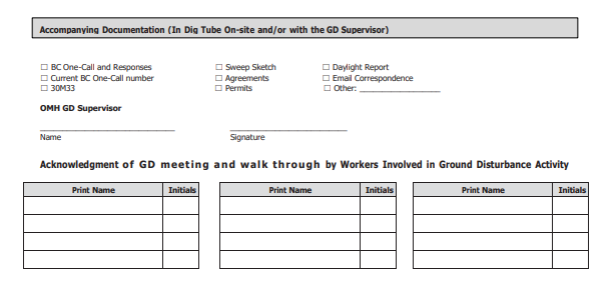 Accompanying Documentation (In Dig Tube On-site and/or with the GD Supervisor)
☐ BC One-Call and Responses ☐ Sweep Sketch ☐ Daylight Report
☐ Current BC One-Call number ☐ Agreements ☐ Email Correspondence
☐ 30M33 ☐ Permits ☐ Other: ____________________
OMH GD Supervisor
Name Signature
Acknowledgment of GD meeting and walk through by Workers Involved in Ground Disturbance Activity
Print Name Initials Print Name Initials Print Name Initials